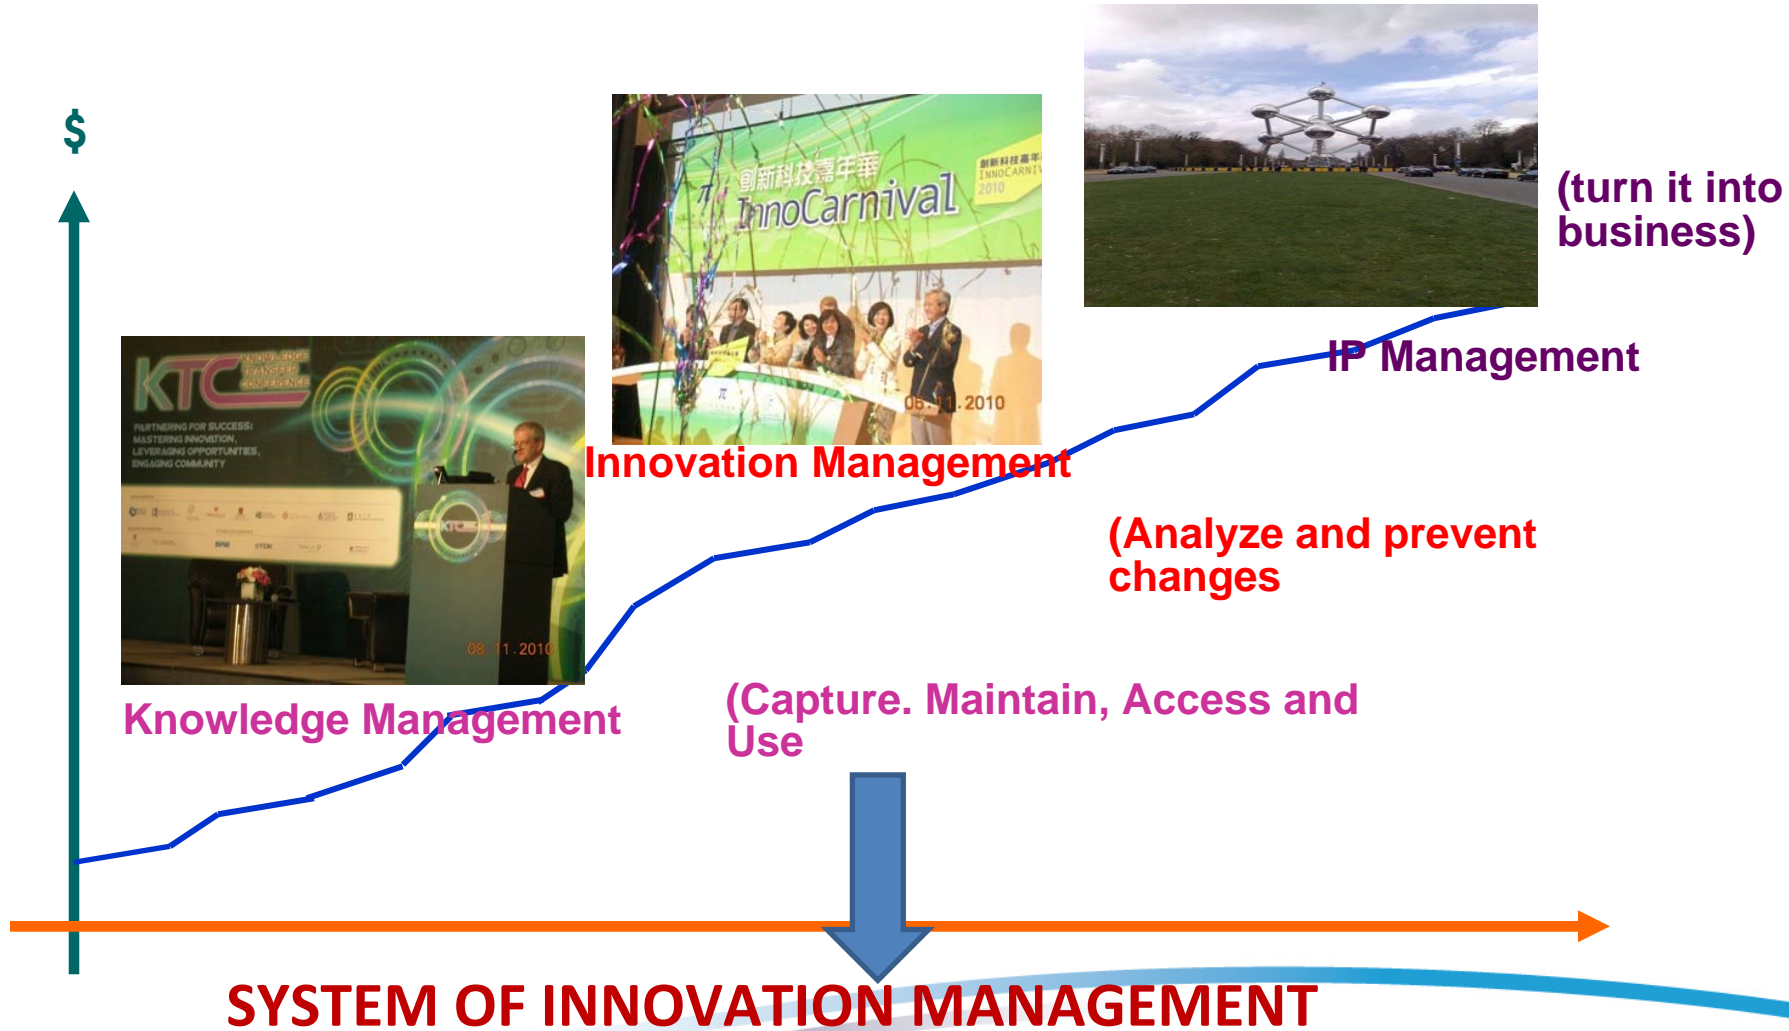 $
創新科技嘉年華
InnoCarnival
創新科技嘉年
INNOCARNIV
2010
π
π
06.11.2010
(turn it into
business)
IP Management
KTC KNOWLEDGE
TRANSFER
CONFERENCE
PARTNERING FOR SUCCESS:
MASTERING INNOVATION,
LEVERAGING OPPORTUNITIES,
ENGAGING COMMUNITY
KTC
08.11.2010
Innovation Management
(Analyze and prevent
changes
Knowledge Management
(Capture. Maintain, Access and
Use
SYSTEM OF INNOVATION MANAGEMENT